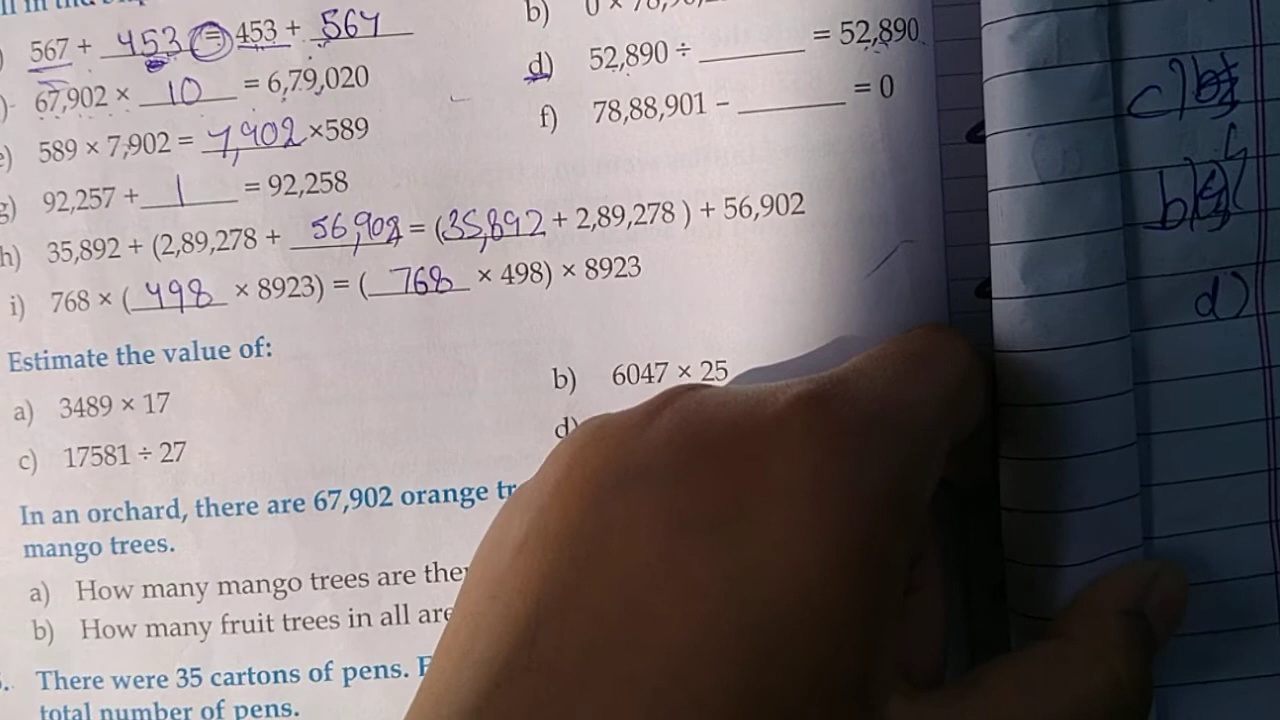 567 + 453 = 453 + 567
b) 0 ×
67,902 × 10 = 6,79,020
d) 52,890 ÷ ______ = 52,890
e) 589 × 7,902 = 7,902 ×589
f) 78,88,901 − ______ = 0
g) 92,257 + 1 = 92,258
h) 35,892 + (2,89,278 + 56,902 = (35,892 + 2,89,278 ) + 56,902
i) 768 × ( 498 × 8923) = ( 768 × 498) × 8923
Estimate the value of:
a) 3489 × 17
b) 6047 × 25
c) 17581 ÷ 27
d)
In an orchard, there are 67,902 orange
mango trees.
a) How many mango trees are
b) How many fruit trees in all are
There were 35 cartons of pens.
total number of pens.
c)
b)
d)